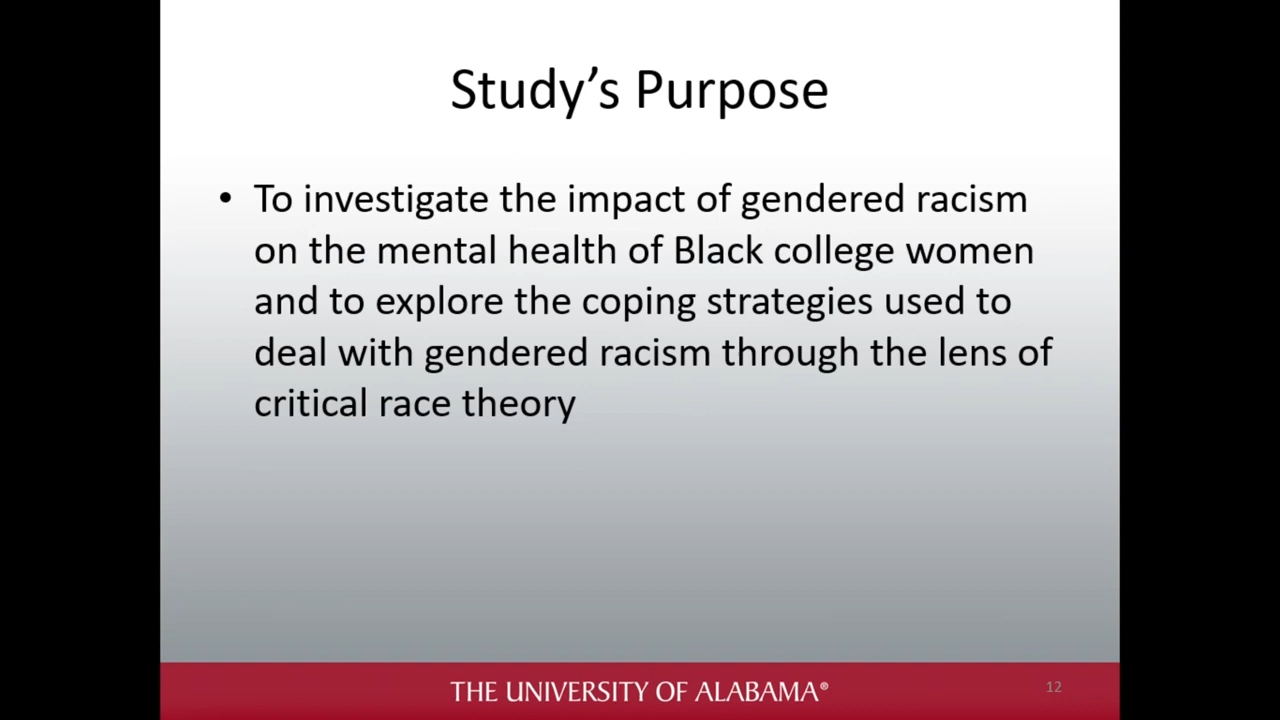 Study’s Purpose
• To investigate the impact of gendered racism
on the mental health of Black college women
and to explore the coping strategies used to
deal with gendered racism through the lens of
critical race theory
THE UNIVERSITY OF ALABAMA®
12